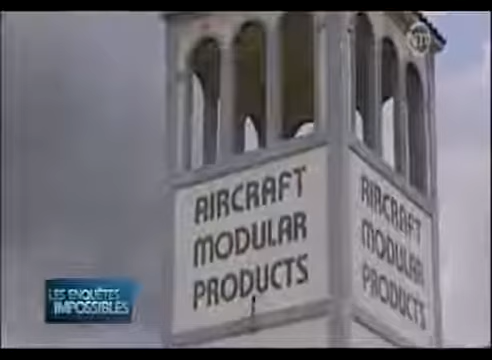 AIRCRAFT
MODULAR
PRODUCTS
AIRCRAFT
MODULAR
PRODUCTS
LES ENQUÊTES
IMPOSSIBLES